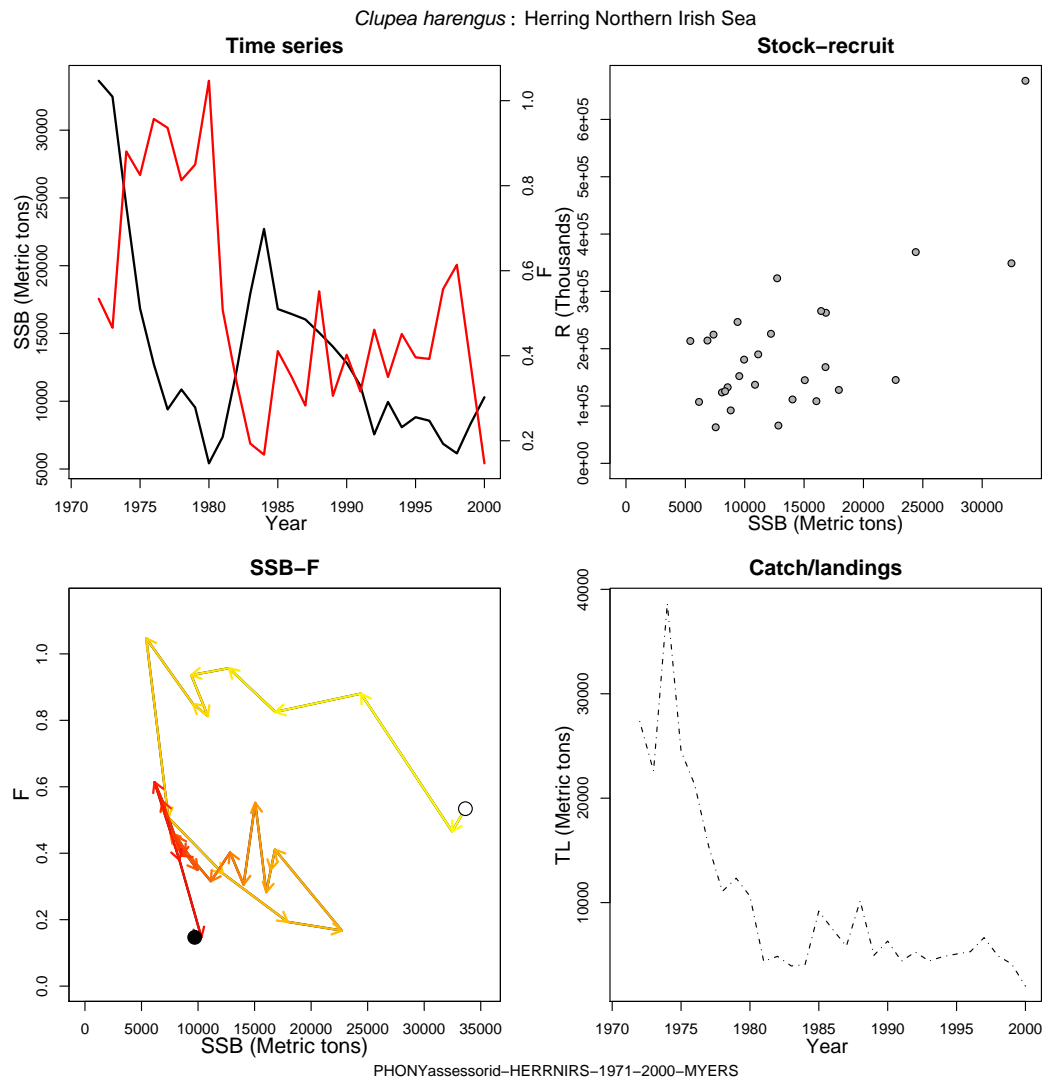 Clupea harengus : Herring Northern Irish Sea
Time series
SSB (Metric tons)
5000 10000 15000 20000 25000 30000
F
0.2 0.4 0.6 0.8 1.0
1970 1975 1980 1985 1990 1995 2000
Year
Stock−recruit
R (Thousands)
0e+00 1e+05 2e+05 3e+05 4e+05 5e+05 6e+05
0 5000 10000 15000 20000 25000 30000
SSB (Metric tons)
SSB−F
F
0.0 0.2 0.4 0.6 0.8 1.0
0 5000 10000 15000 20000 25000 30000 35000
SSB (Metric tons)
Catch/landings
TL (Metric tons)
10000 20000 30000 40000
1970 1975 1980 1985 1990 1995 2000
Year
PHONYassessorid−HERRNIRS−1971−2000−MYERS